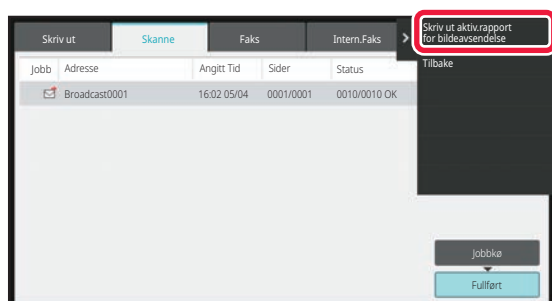 Skriv ut Skanne Faks Intern.Faks >
Skriv ut aktiv.rapport
for bildeavsendelse
Tilbake
Jobb Adresse Angitt Tid Sider Status
Broadcast0001 16:02 05/04 0001/0001 0010/0010 OK
Jobbkø
Fullført